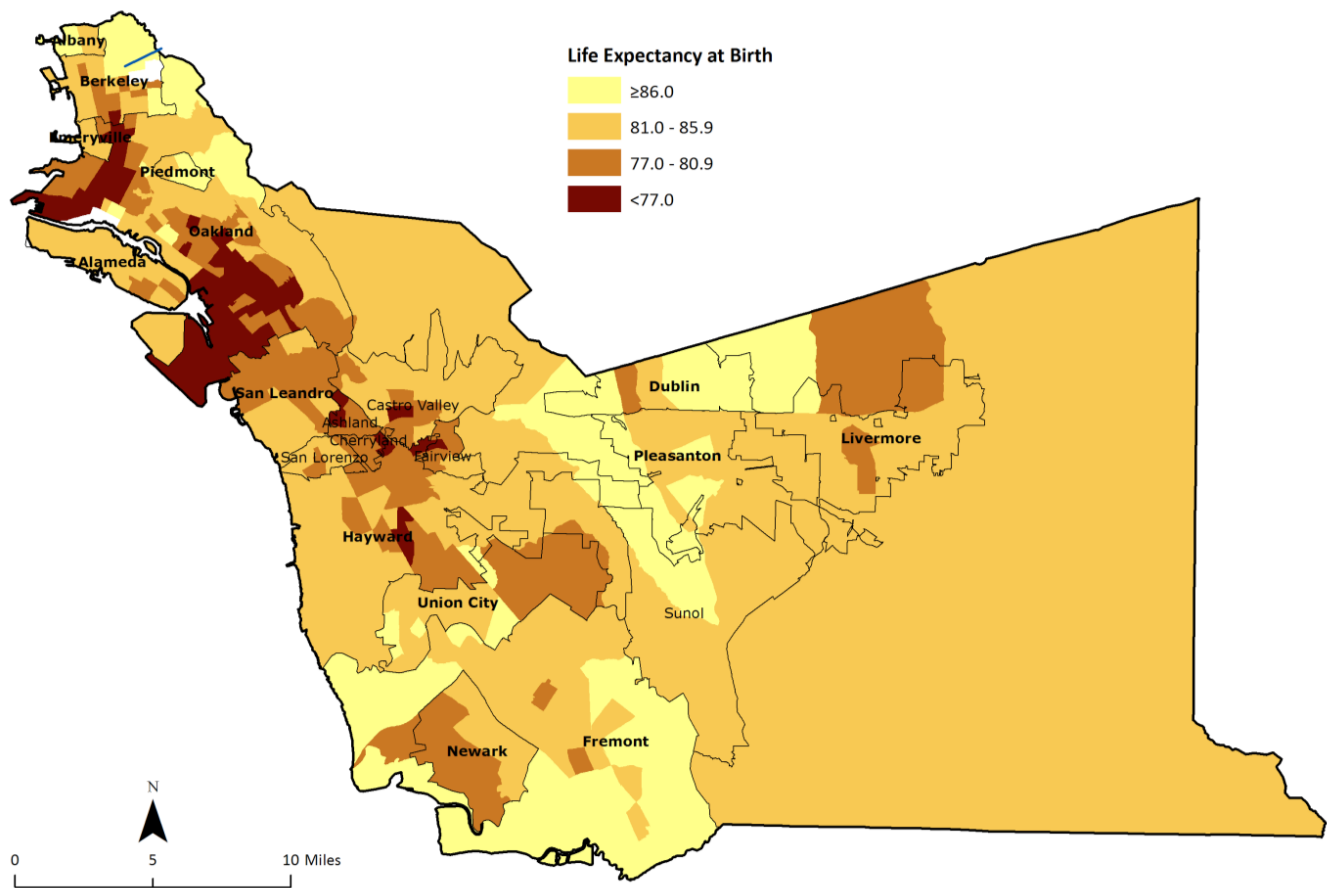 Albany
Berkeley
Emeryville
Piedmont
Oakland
Alameda
San Leandro
Castro Valley
Ashland
Cherryland
San Lorenzo
Fairview
Hayward
Union City
Newark
Fremont
Sunol
Dublin
Pleasanton
Livermore
Life Expectancy at Birth
≥86.0
81.0 - 85.9
77.0 - 80.9
<77.0
N
0 5 10 Miles